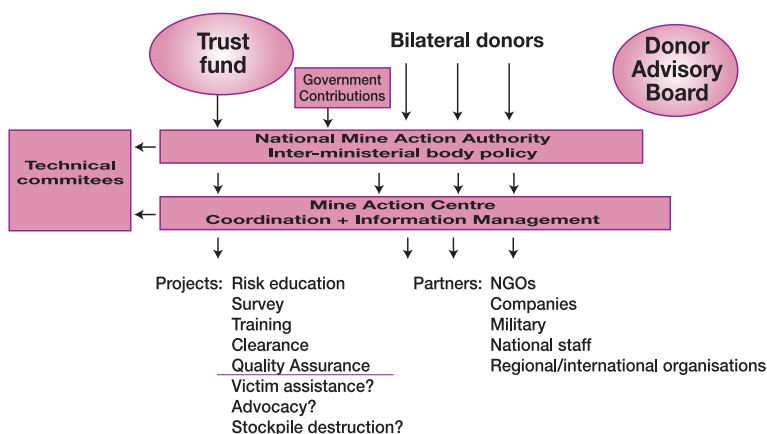 Trust
fund
Bilateral donors
Donor
Advisory
Board
Government
Contributions
National Mine Action Authority
Inter-ministerial body policy
Technical
commitees
Mine Action Centre
Coordination + Information Management
Projects: Risk education
Survey
Training
Clearance
Quality Assurance
Victim assistance?
Advocacy?
Stockpile destruction?
Partners: NGOs
Companies
Military
National staff
Regional/international organisations